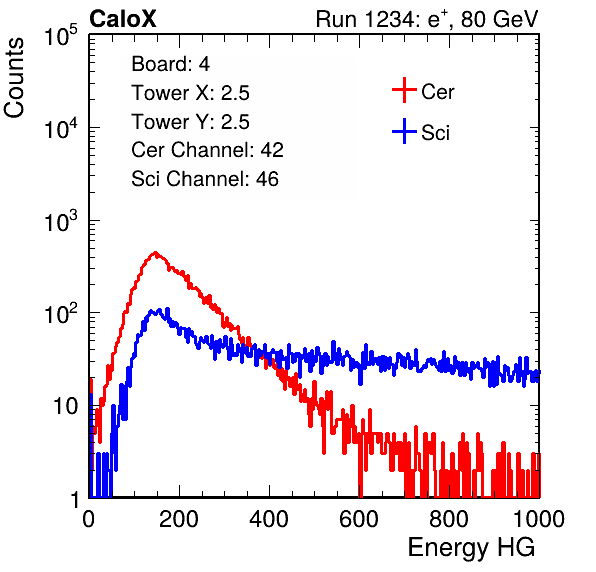 CaloX Run 1234: e⁺, 80 GeV
Counts
Board: 4
Tower X: 2.5
Tower Y: 2.5
Cer Channel: 42
Sci Channel: 46
Cer
Sci
10⁵
10⁴
10³
10²
10
1
0 200 400 600 800 1000
Energy HG